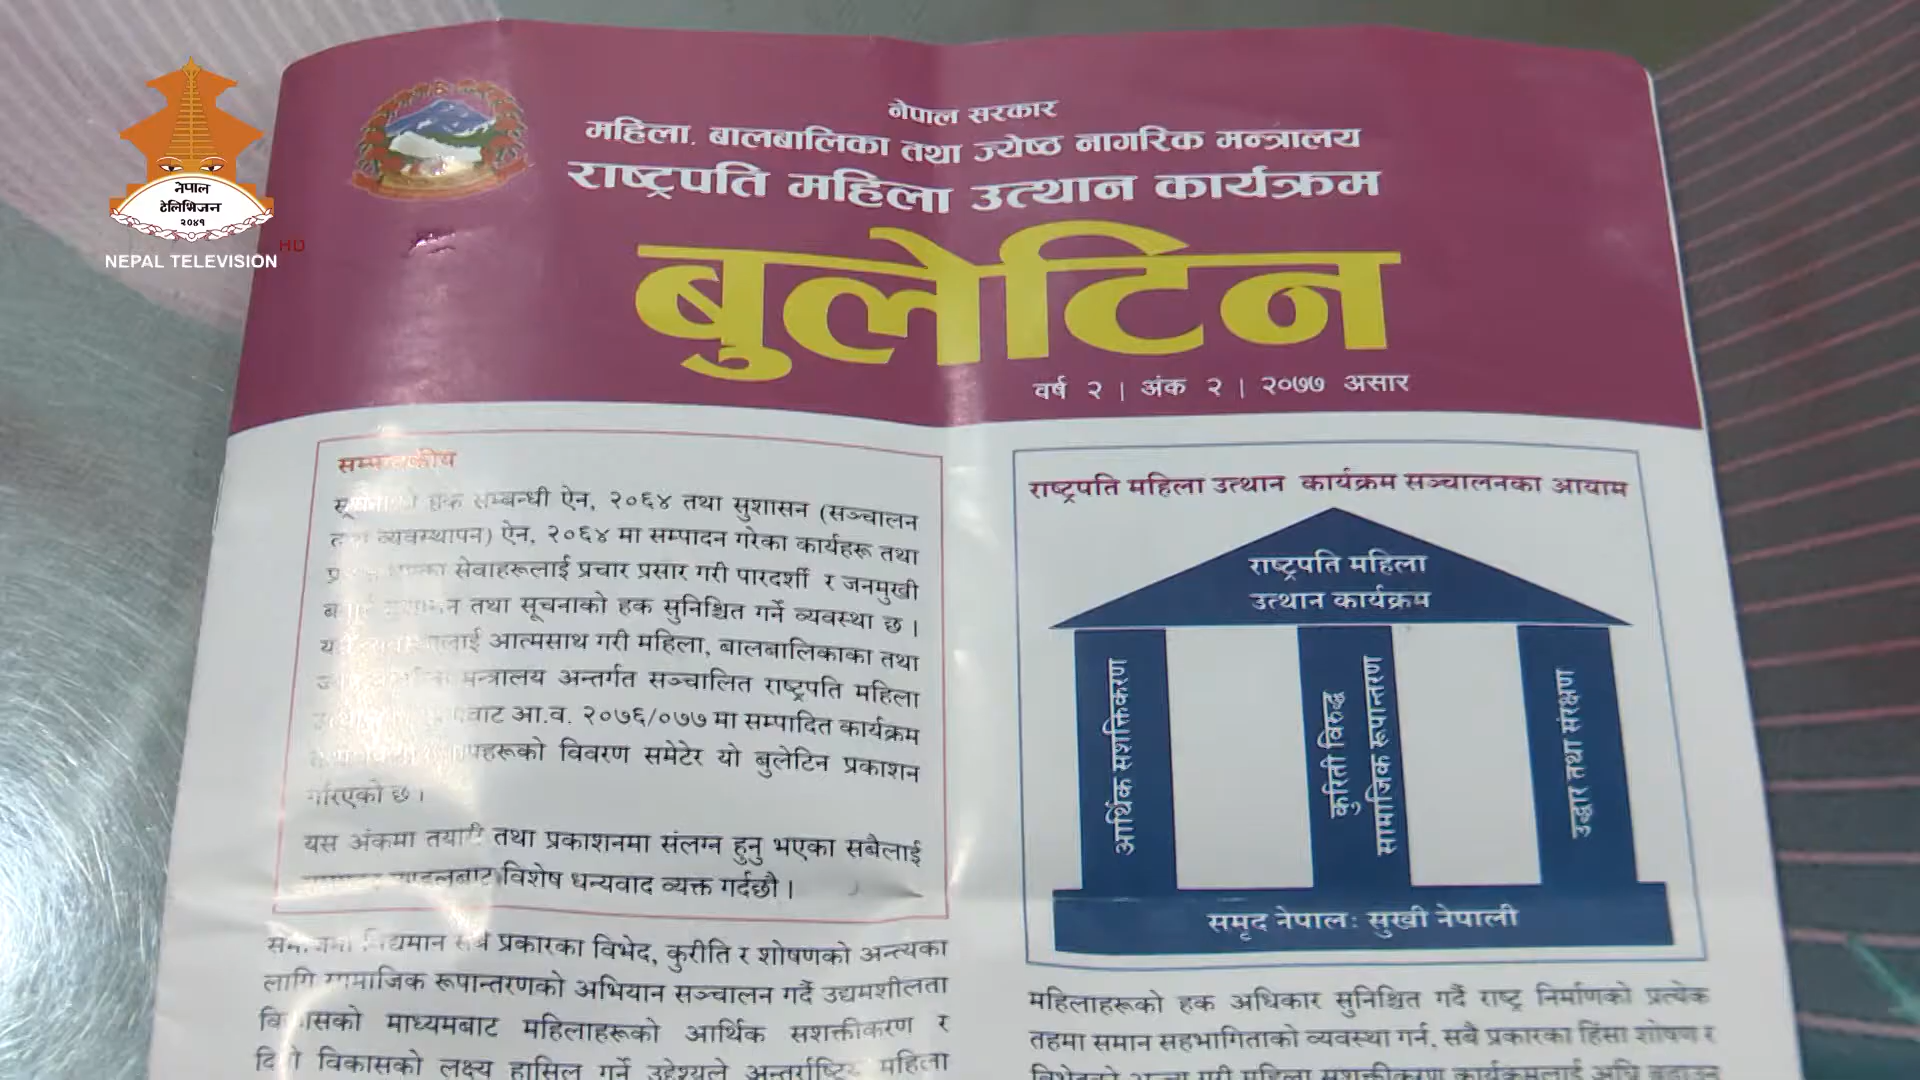 नेपाल
टेलिभिजन
२०४१
HD
NEPAL TELEVISION
नेपाल सरकार
महिला, बालबालिका तथा ज्येष्ठ नागरिक मन्त्रालय
राष्ट्रपति महिला उत्थान कार्यक्रम
बुलेटिन
वर्ष २ | अंक २ | २०७७ असार
सम्पादकीय
हक सम्बन्धी ऐन, २०६४ तथा सुशासन (सञ्चालन
व्यवस्थापन) ऐन, २०६४ मा सम्पादन गरेका कार्यहरू तथा
सेवाहरूलाई प्रचार प्रसार गरी पारदर्शी र जनमुखी
तथा सूचनाको हक सुनिश्चित गर्ने व्यवस्था छ ।
आत्मसाथ गरी महिला, बालबालिकाका तथा
मन्त्रालय अन्तर्गत सञ्चालित राष्ट्रपति महिला
आ.व. २०७६/०७७ मा सम्पादित कार्यक्रम
विवरण समेटेर यो बुलेटिन प्रकाशन
गरिएको छ ।
यस अंकमा तयारी तथा प्रकाशनमा संलग्न हुनु भएका सबैलाई
विशेष धन्यवाद व्यक्त गर्दछौ ।
प्रकारका विभेद, कुरीति र शोषणको अन्त्यका
लागि सामाजिक रूपान्तरणको अभियान सञ्चालन गर्दै उद्यमशीलता
माध्यमबाट महिलाहरूको आर्थिक सशक्तीकरण र
विकासको लक्ष्य हासिल गर्ने उद्देश्यले महिला
राष्ट्रपति महिला उत्थान कार्यक्रम सञ्चालनका आयाम
राष्ट्रपति महिला
उत्थान कार्यक्रम
आर्थिक सशक्तिकरण
कुरिती विरुद्ध
सामाजिक रूपान्तरण
उद्धार तथा संरक्षण
समृद नेपालः सुखी नेपाली
महिलाहरूको हक अधिकार सुनिश्चित गर्दै राष्ट्र निर्माणको प्रत्येक
तहमा समान सहभागिताको व्यवस्था गर्न, सबै प्रकारका हिंसा शोषण र